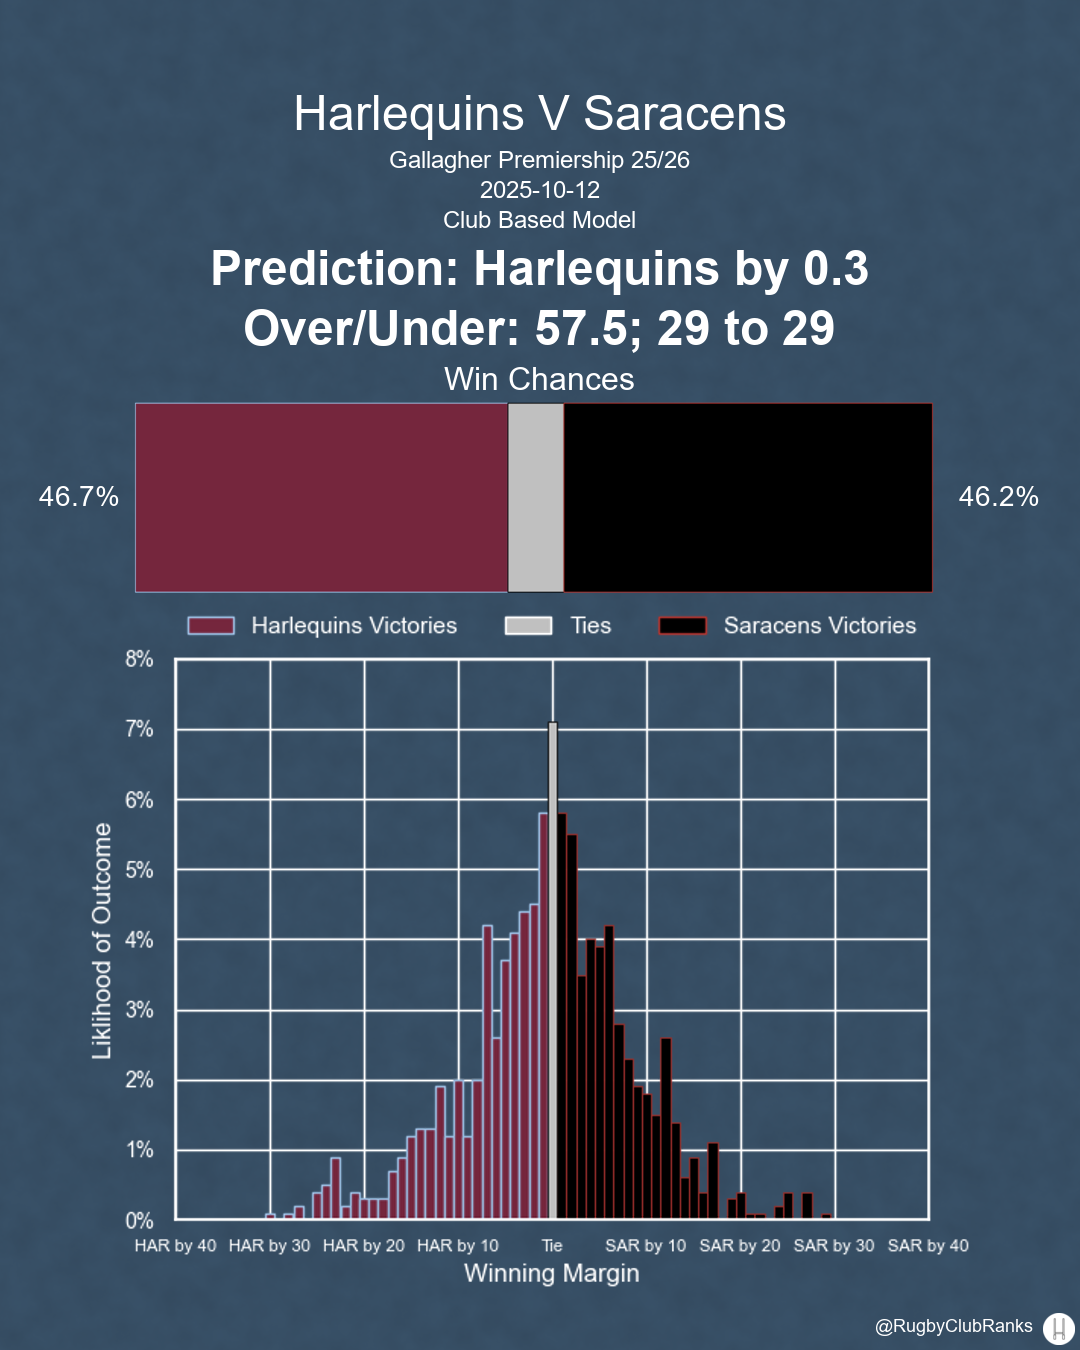 Harlequins V Saracens
Gallagher Premiership 25/26
2025-10-12
Club Based Model
Prediction: Harlequins by 0.3
Over/Under: 57.5; 29 to 29
Win Chances
46.7%
46.2%
Harlequins Victories Ties Saracens Victories
8%
7%
6%
5%
4%
3%
2%
1%
0%
Liklihood of Outcome
HAR by 40 HAR by 30 HAR by 20 HAR by 10 Tie SAR by 10 SAR by 20 SAR by 30 SAR by 40
Winning Margin
@RugbyClubRanks